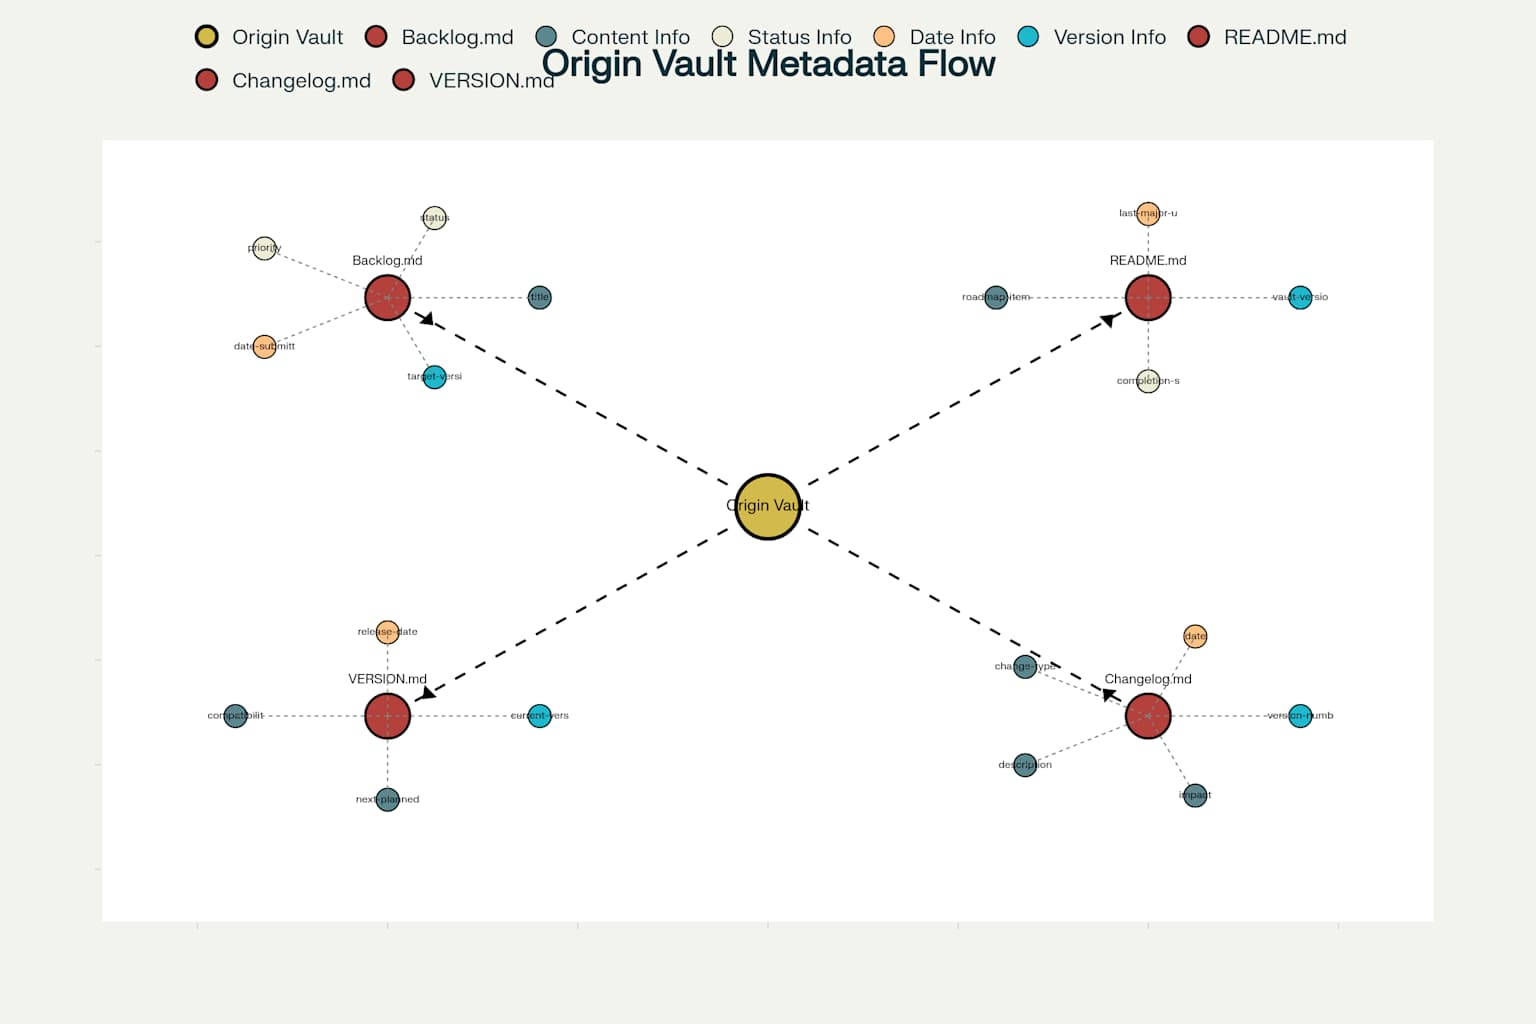 Origin Vault Backlog.md Content Info Status Info Date Info Version Info README.md
Changelog.md VERSION.md
Origin Vault Metadata Flow
status
priority
Backlog.md
title
date-submitt
target-versi
last-major-u
README.md
roadmap-item
vault-versio
completion-s
Origin Vault
release-date
VERSION.md
compatibilit
current-vers
next-planned
date
change-type
Changelog.md
version-numb
description
impact